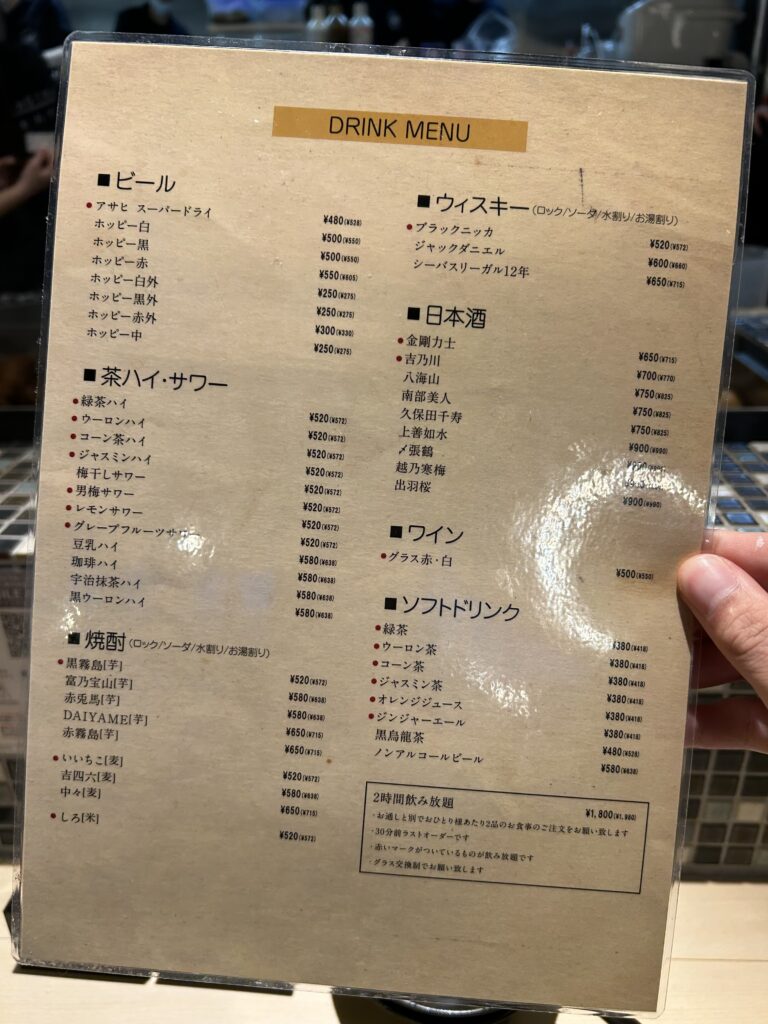 DRINK MENU
■ビール
アサヒ スーパードライ ¥480(¥528)
ホッピー白 ¥500(¥550)
ホッピー黒 ¥500(¥550)
ホッピー赤 ¥550(¥605)
ホッピー白外 ¥250(¥275)
ホッピー黒外 ¥250(¥275)
ホッピー赤外 ¥300(¥330)
ホッピー中 ¥250(¥275)
■茶ハイ・サワー
緑茶ハイ ¥520(¥572)
ウーロンハイ ¥520(¥572)
コーン茶ハイ ¥520(¥572)
ジャスミンハイ ¥520(¥572)
梅干しサワー ¥520(¥572)
男梅サワー ¥520(¥572)
レモンサワー ¥520(¥572)
グレープフルーツサワー ¥520(¥572)
豆乳ハイ ¥580(¥638)
珈琲ハイ ¥580(¥638)
宇治抹茶ハイ ¥580(¥638)
黒ウーロンハイ ¥580(¥638)
■焼酎(ロック/ソーダ/水割り/お湯割り)
黒霧島[芋] ¥520(¥572)
富乃宝山[芋] ¥580(¥638)
赤兎馬[芋] ¥580(¥638)
DAIYAME[芋] ¥650(¥715)
赤霧島[芋] ¥650(¥715)
いいちこ[麦] ¥520(¥572)
吉四六[麦] ¥580(¥638)
中々[麦] ¥650(¥715)
しろ[米] ¥520(¥572)
■ウィスキー(ロック/ソーダ/水割り/お湯割り)
ブラックニッカ ¥520(¥572)
ジャックダニエル ¥600(¥660)
シーバスリーガル12年 ¥650(¥715)
■日本酒
金剛力士 ¥650(¥715)
吉乃川 ¥700(¥770)
八海山 ¥750(¥825)
南部美人 ¥750(¥825)
久保田千寿 ¥750(¥825)
上善如水 ¥900(¥990)
〆張鶴
越乃寒梅
出羽桜 ¥900(¥990)
■ワイン
グラス赤・白 ¥500(¥550)
■ソフトドリンク
緑茶 ¥380(¥418)
ウーロン茶 ¥380(¥418)
コーン茶 ¥380(¥418)
ジャスミン茶 ¥380(¥418)
オレンジジュース ¥380(¥418)
ジンジャーエール ¥380(¥418)
黒烏龍茶 ¥480(¥528)
ノンアルコールビール ¥580(¥638)
2時間飲み放題 ¥1,800(¥1,980)
・お通しと別でおひとり様あたり2品のお食事のご注文をお願い致します
・30分前ラストオーダーです
・赤いマークがついているものが飲み放題です
・グラス交換制でお願い致します